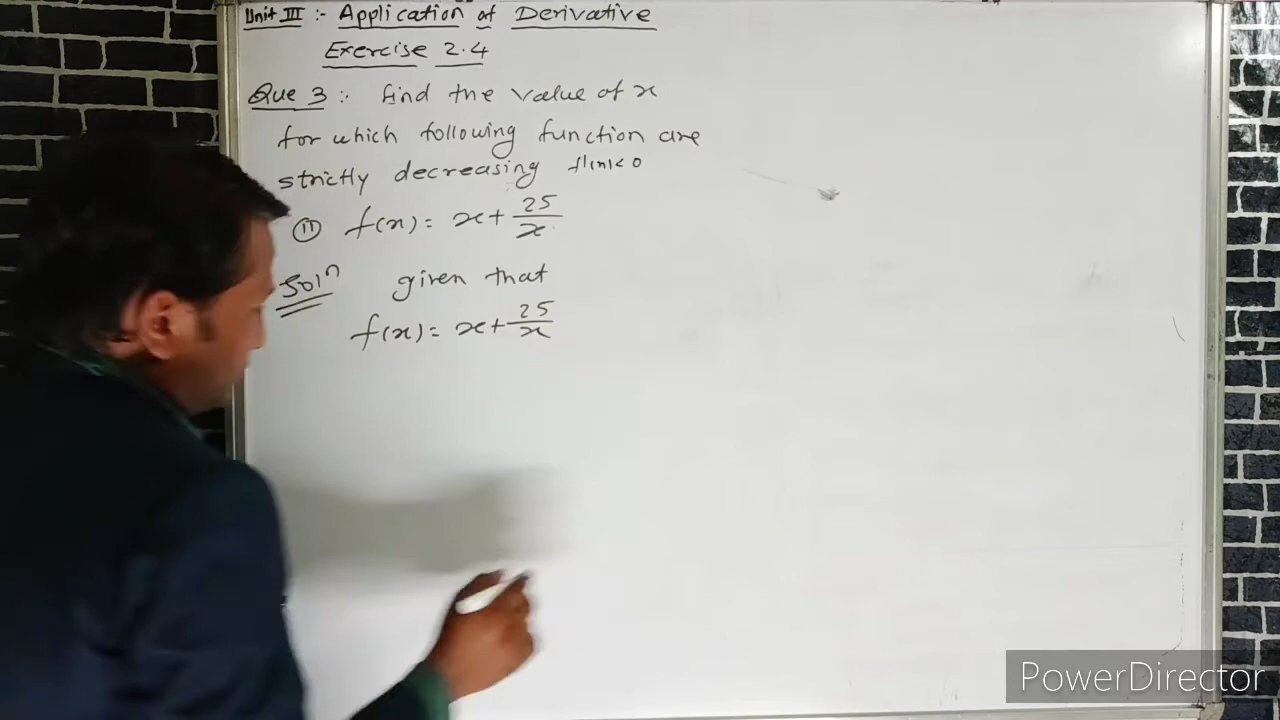 Unit III :- Application of Derivative
Exercise 2.4
Que 3 :- find the value of x
for which following function are
strictly decreasing f'(x) < 0
(ii) f(x) = x + 25/x
Solⁿ given that
f(x) = x + 25/x
PowerDirector